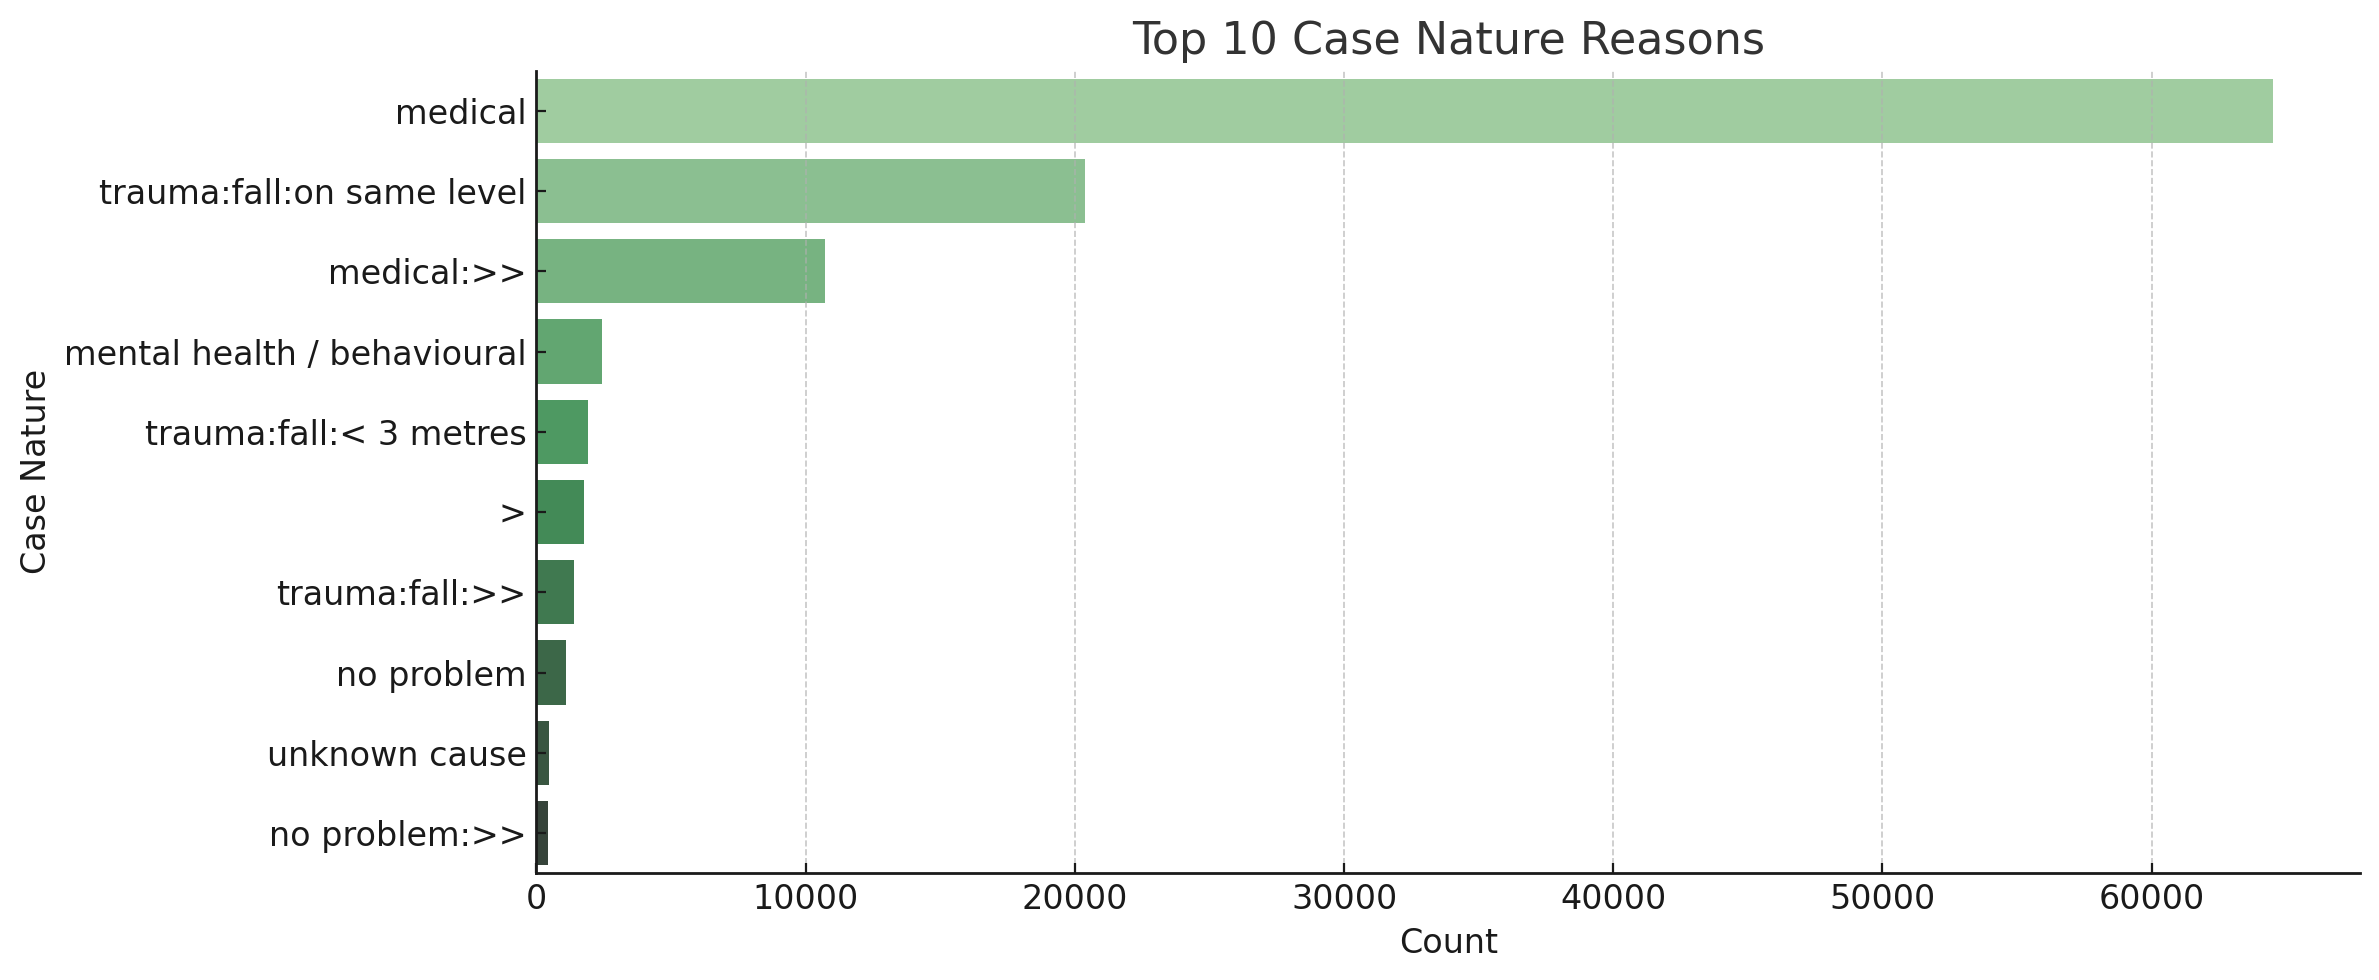 Top 10 Case Nature Reasons
medical
trauma:fall:on same level
medical:>>
mental health / behavioural
trauma:fall:< 3 metres
>
trauma:fall:>>
no problem
unknown cause
no problem:>>
Case Nature
0 10000 20000 30000 40000 50000 60000
Count